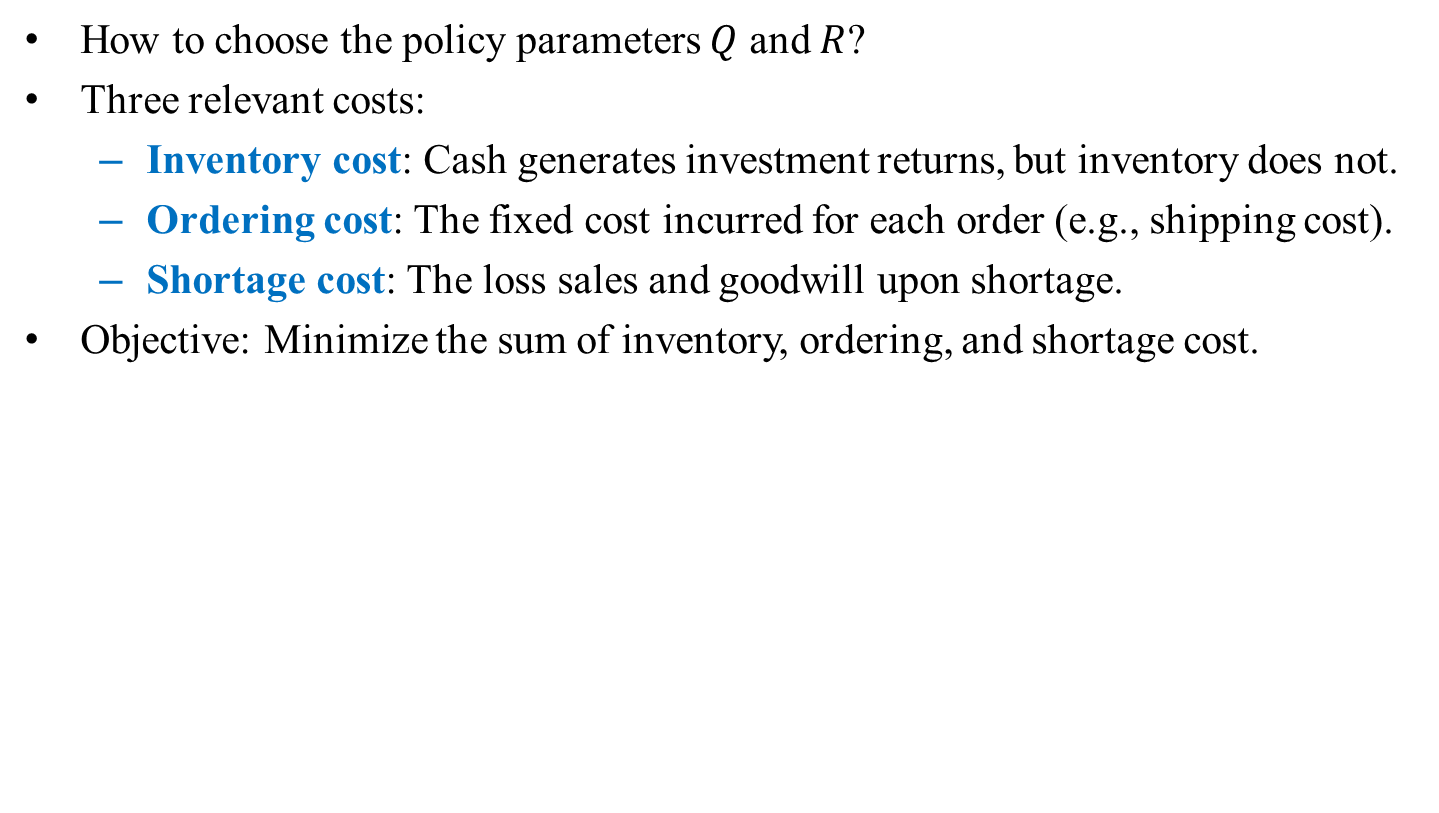 • How to choose the policy parameters Q and R?
• Three relevant costs:
– Inventory cost: Cash generates investment returns, but inventory does not.
– Ordering cost: The fixed cost incurred for each order (e.g., shipping cost).
– Shortage cost: The loss sales and goodwill upon shortage.
• Objective: Minimize the sum of inventory, ordering, and shortage cost.